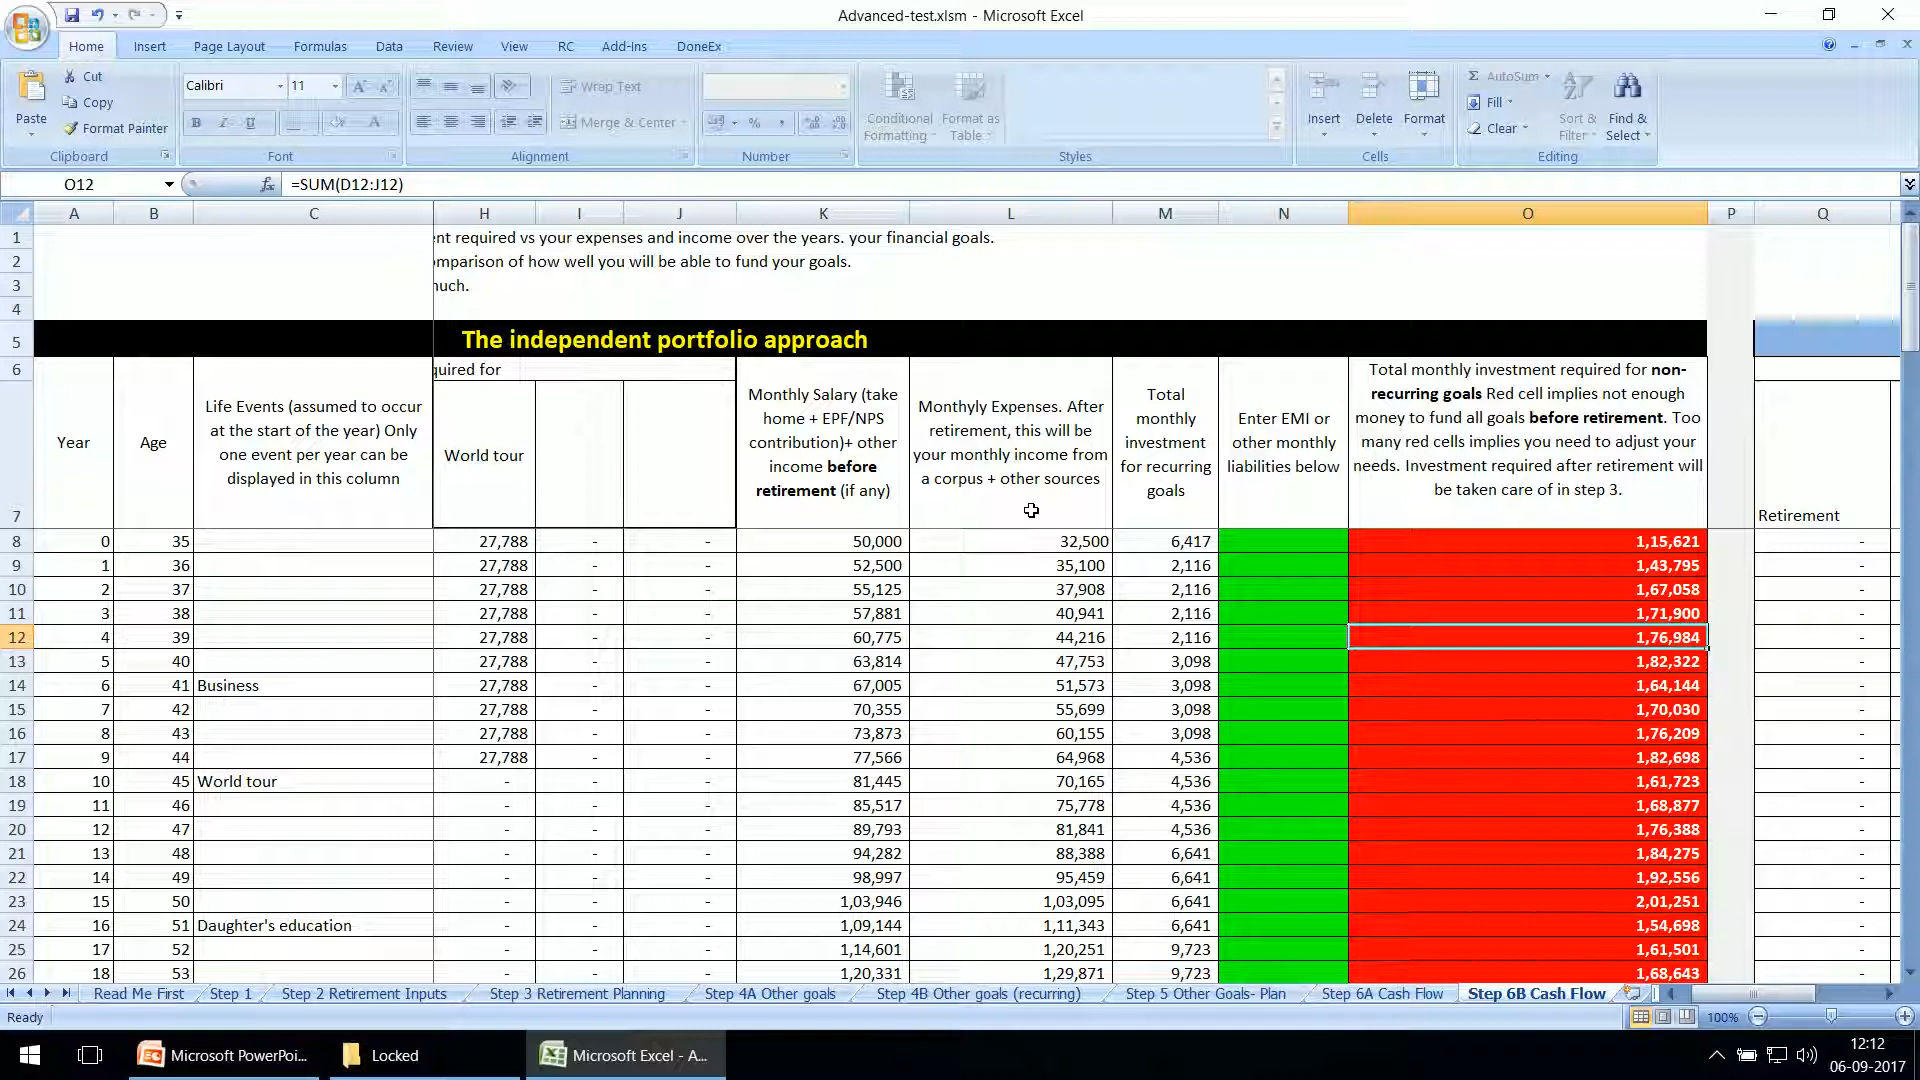 Advanced-test.xlsm - Microsoft Excel
Home Insert Page Layout Formulas Data Review View RC Add-Ins DoneEx
Paste
Cut
Copy
Format Painter
Clipboard
Calibri 11
B I U
Font
Wrap Text
Merge & Center
Alignment
%
Number
Conditional Formatting
Format as Table
Styles
Insert Delete Format
Cells
AutoSum
Fill
Clear
Sort & Filter
Find & Select
Editing
O12 fx =SUM(D12:J12)
A B C H I J K L M N O P Q
1 ent required vs your expenses and income over the years. your financial goals.
2 omparison of how well you will be able to fund your goals.
3 nuch.
4
5 The independent portfolio approach
6 quired for
7
Year
Age
Life Events (assumed to occur
at the start of the year) Only
one event per year can be
displayed in this column
World tour
Monthly Salary (take
home + EPF/NPS
contribution)+ other
income before
retirement (if any)
Monthyly Expenses. After
retirement, this will be
your monthly income from
a corpus + other sources
Total
monthly
investment
for recurring
goals
Enter EMI or
other monthly
liabilities below
Total monthly investment required for non-
recurring goals Red cell implies not enough
money to fund all goals before retirement. Too
many red cells implies you need to adjust your
needs. Investment required after retirement will
be taken care of in step 3.
Retirement
8 0 35 27,788 - - 50,000 32,500 6,417 1,15,621 -
9 1 36 27,788 - - 52,500 35,100 2,116 1,43,795 -
10 2 37 27,788 - - 55,125 37,908 2,116 1,67,058 -
11 3 38 27,788 - - 57,881 40,941 2,116 1,71,900 -
12 4 39 27,788 - - 60,775 44,216 2,116 1,76,984 -
13 5 40 27,788 - - 63,814 47,753 3,098 1,82,322 -
14 6 41 Business 27,788 - - 67,005 51,573 3,098 1,64,144 -
15 7 42 27,788 - - 70,355 55,699 3,098 1,70,030 -
16 8 43 27,788 - - 73,873 60,155 3,098 1,76,209 -
17 9 44 27,788 - - 77,566 64,968 4,536 1,82,698 -
18 10 45 World tour - - - 81,445 70,165 4,536 1,61,723 -
19 11 46 - - - 85,517 75,778 4,536 1,68,877 -
20 12 47 - - - 89,793 81,841 4,536 1,76,388 -
21 13 48 - - - 94,282 88,388 6,641 1,84,275 -
22 14 49 - - - 98,997 95,459 6,641 1,92,556 -
23 15 50 - - - 1,03,946 1,03,095 6,641 2,01,251 -
24 16 51 Daughter's education - - - 1,09,144 1,11,343 6,641 1,54,698 -
25 17 52 - - - 1,14,601 1,20,251 9,723 1,61,501 -
26 18 53 - - - 1,20,331 1,29,871 9,723 1,68,643 -
Read Me First Step 1 Step 2 Retirement Inputs Step 3 Retirement Planning Step 4A Other goals Step 4B Other goals (recurring) Step 5 Other Goals- Plan Step 6A Cash Flow Step 6B Cash Flow
Ready 100%
Microsoft PowerPoi... Locked Microsoft Excel - A...
12:12
06-09-2017